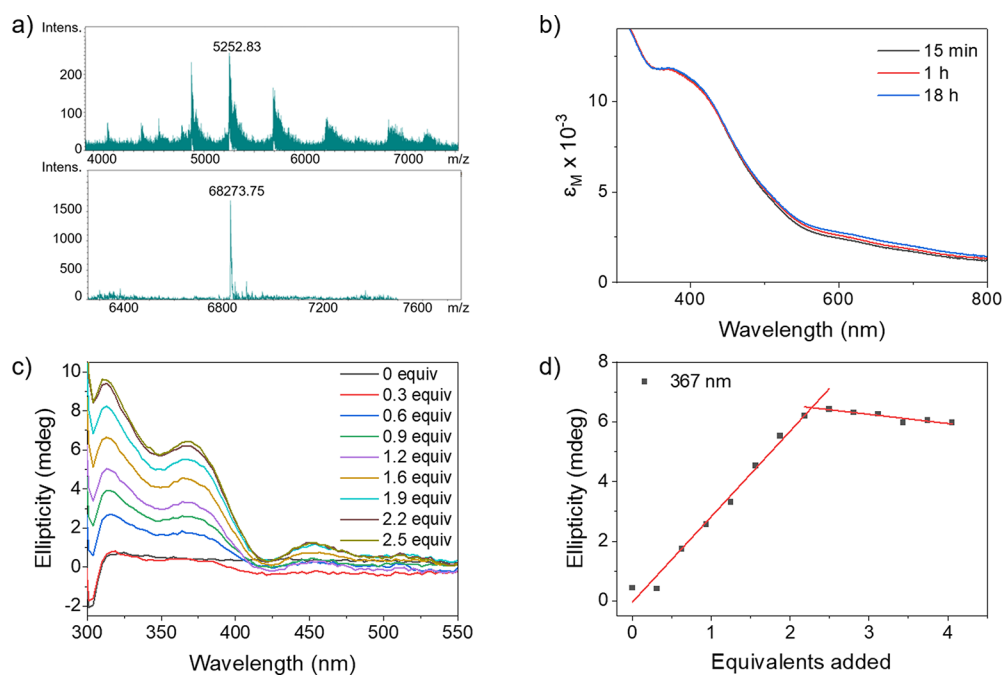 a)
Intens.
5252.83
200
100
0
4000
5000
6000
7000
m/z
Intens.
68273.75
1500
1000
500
0
6400
6800
7200
7600
m/z
b)
15 min
1 h
18 h
10
5
0
εM x 10⁻³
400
600
800
Wavelength (nm)
c)
10
8
6
4
2
0
-2
Ellipticity (mdeg)
0 equiv
0.3 equiv
0.6 equiv
0.9 equiv
1.2 equiv
1.6 equiv
1.9 equiv
2.2 equiv
2.5 equiv
300
350
400
450
500
550
Wavelength (nm)
d)
8
6
4
2
0
Ellipticity (mdeg)
367 nm
0
1
2
3
4
Equivalents added